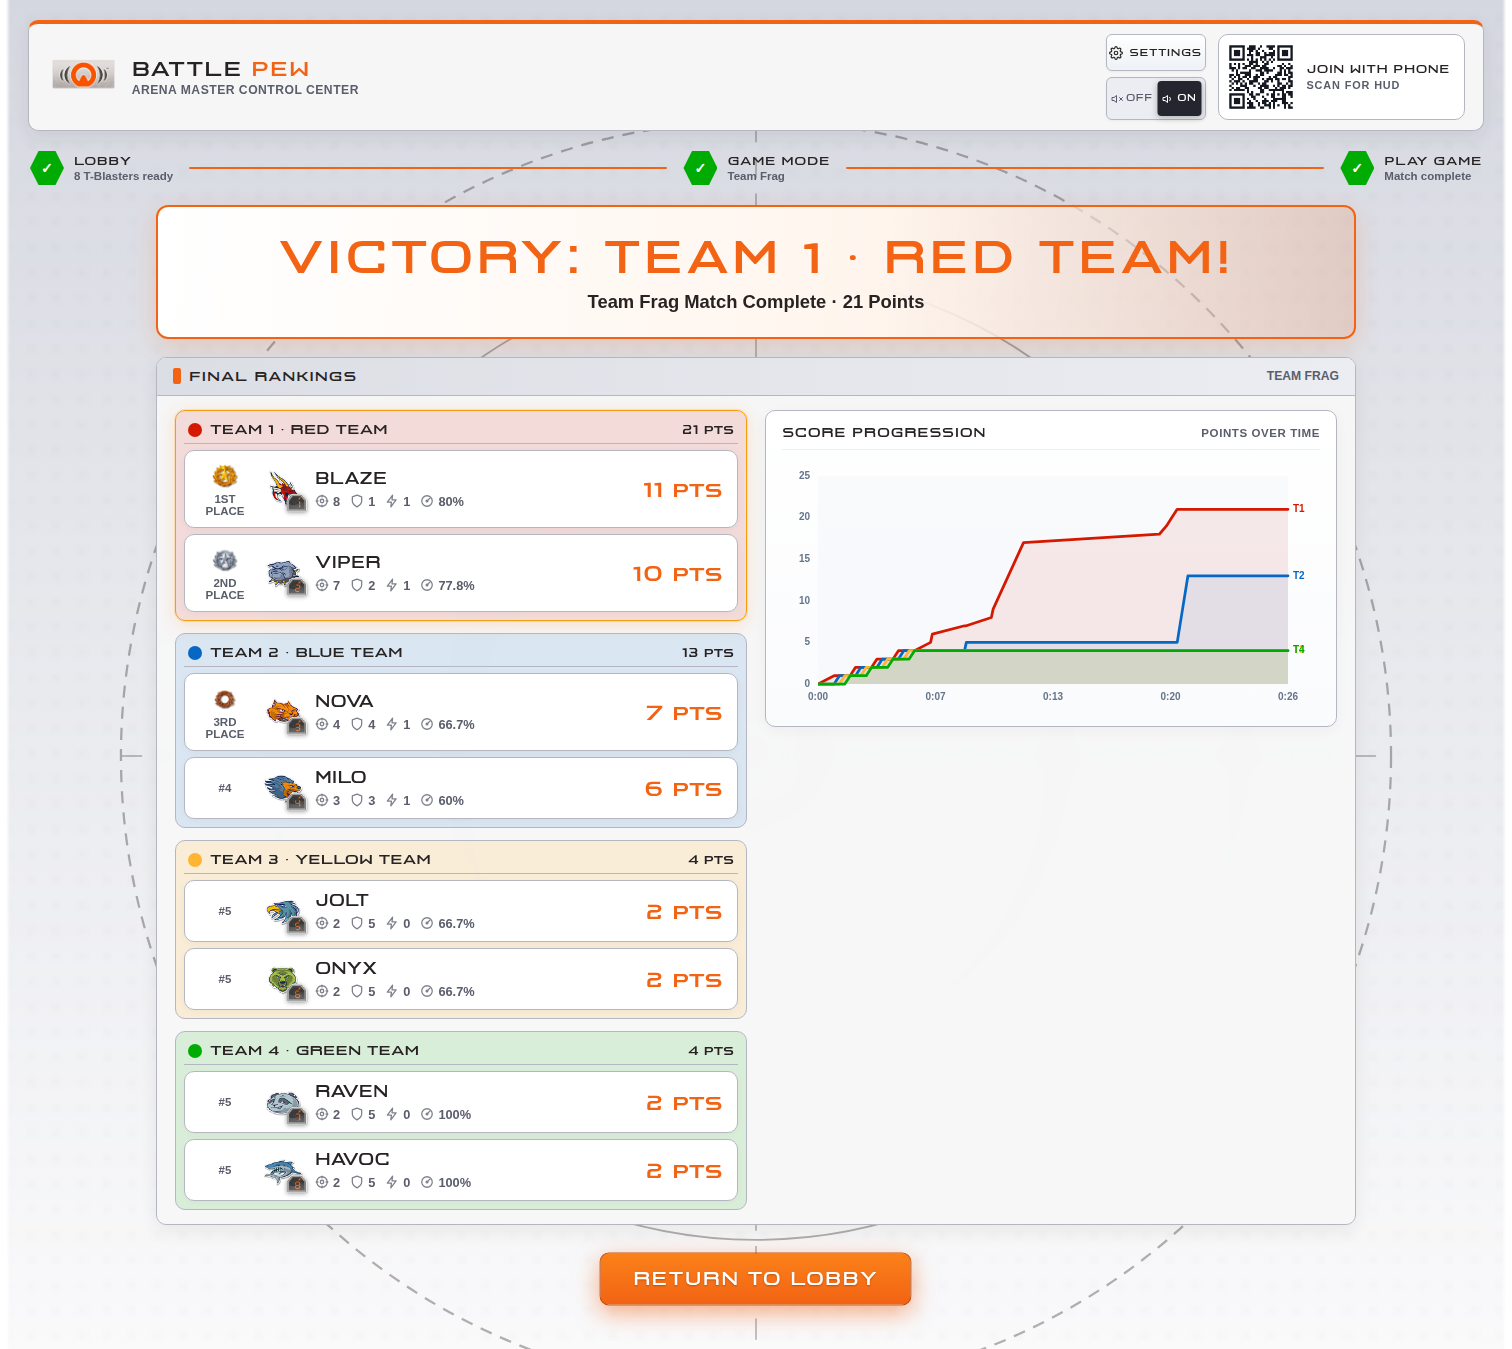 BATTLE PEW
ARENA MASTER CONTROL CENTER
SETTINGS
OFF
ON
JOIN WITH PHONE
SCAN FOR HUD
✓
LOBBY
8 T-Blasters ready
✓
GAME MODE
Team Frag
✓
PLAY GAME
Match complete
VICTORY: TEAM 1 · RED TEAM!
Team Frag Match Complete · 21 Points
FINAL RANKINGS
TEAM FRAG
TEAM 1 · RED TEAM
21 PTS
1ST
PLACE
BLAZE
8 1 1 80%
11 PTS
2ND
PLACE
VIPER
7 2 1 77.8%
10 PTS
TEAM 2 · BLUE TEAM
13 PTS
3RD
PLACE
NOVA
4 4 1 66.7%
7 PTS
#4
MILO
3 3 1 60%
6 PTS
TEAM 3 · YELLOW TEAM
4 PTS
#5
JOLT
2 5 0 66.7%
2 PTS
#5
ONYX
2 5 0 66.7%
2 PTS
TEAM 4 · GREEN TEAM
4 PTS
#5
RAVEN
2 5 0 100%
2 PTS
#5
HAVOC
2 5 0 100%
2 PTS
SCORE PROGRESSION
POINTS OVER TIME
25
20
15
10
5
0
0:00 0:07 0:13 0:20 0:26
T1
T2
T4
RETURN TO LOBBY